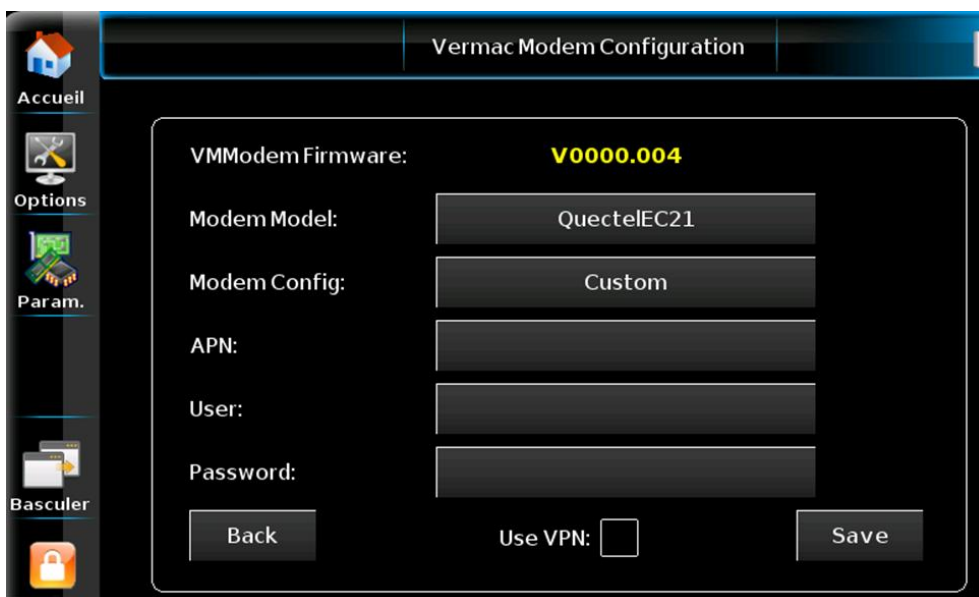 Vermac Modem Configuration
Accueil
Options
Param.
Basculer
VMModem Firmware: V0000.004
Modem Model: QuectelEC21
Modem Config: Custom
APN:
User:
Password:
Back Use VPN: Save